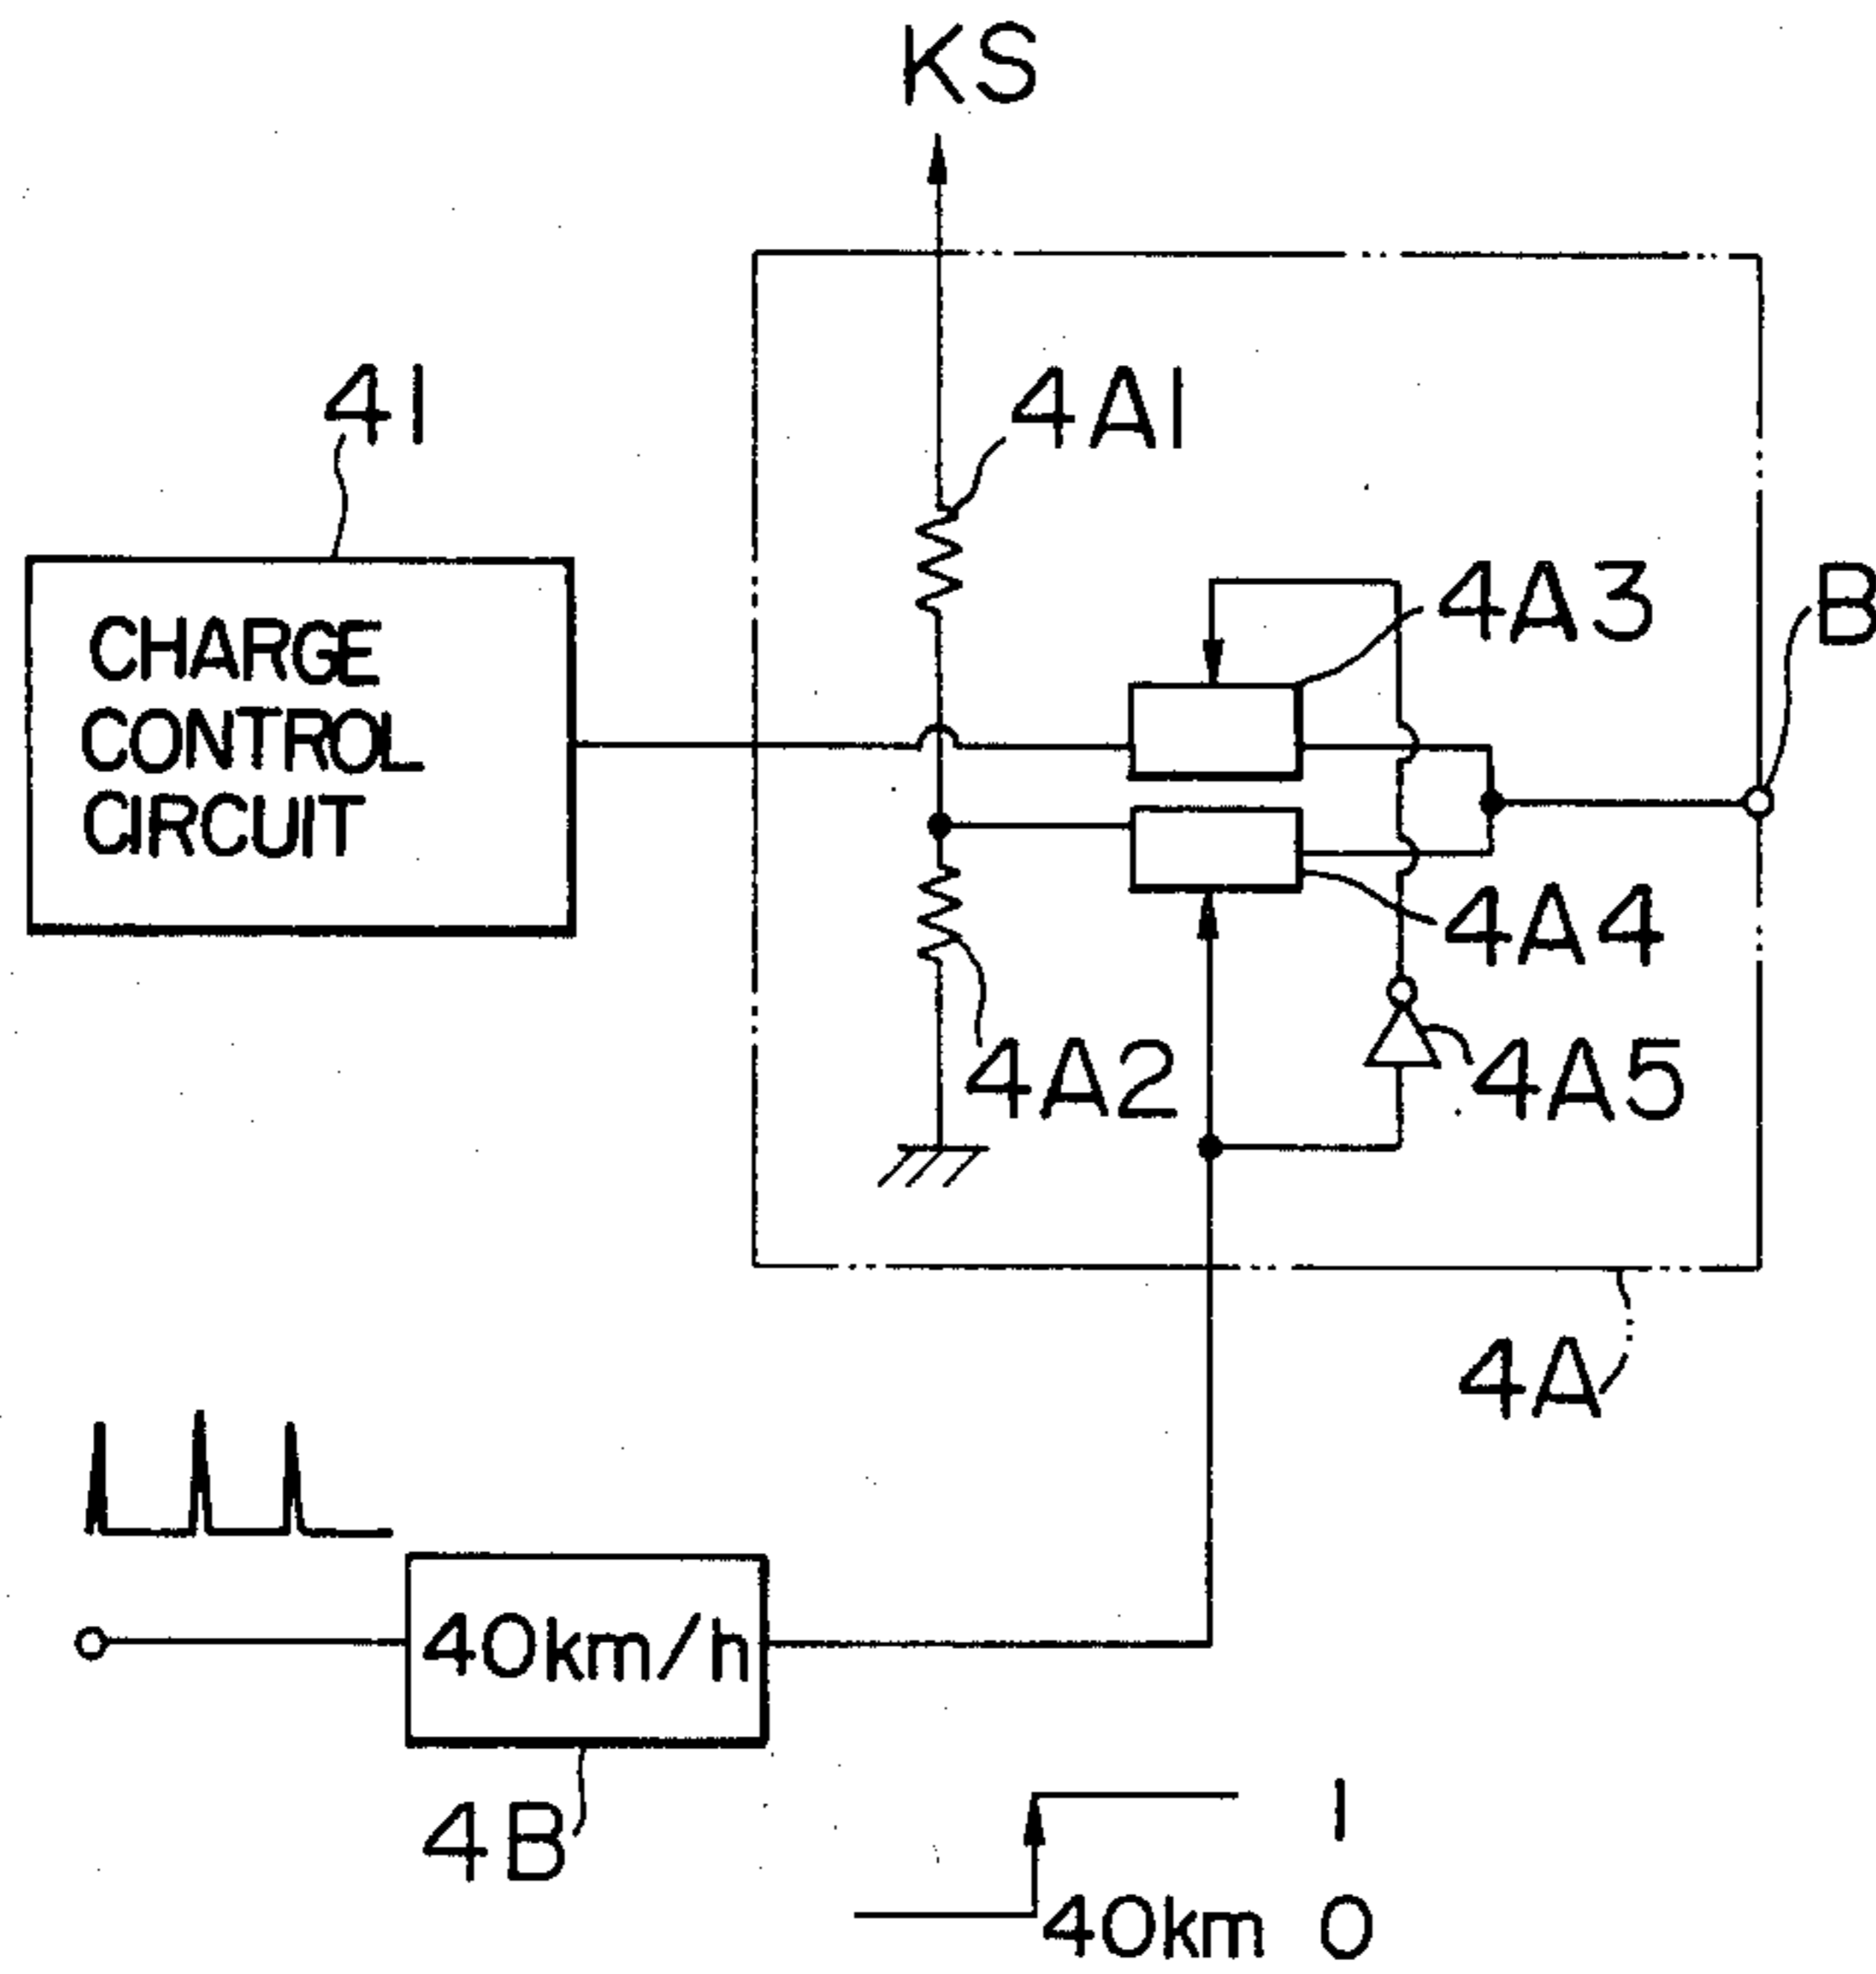 KS
41
4A1
4A3
B
CHARGE
CONTROL
CIRCUIT
4A4
4A2
4A5
4A
40km/h
4B
1
40km 0